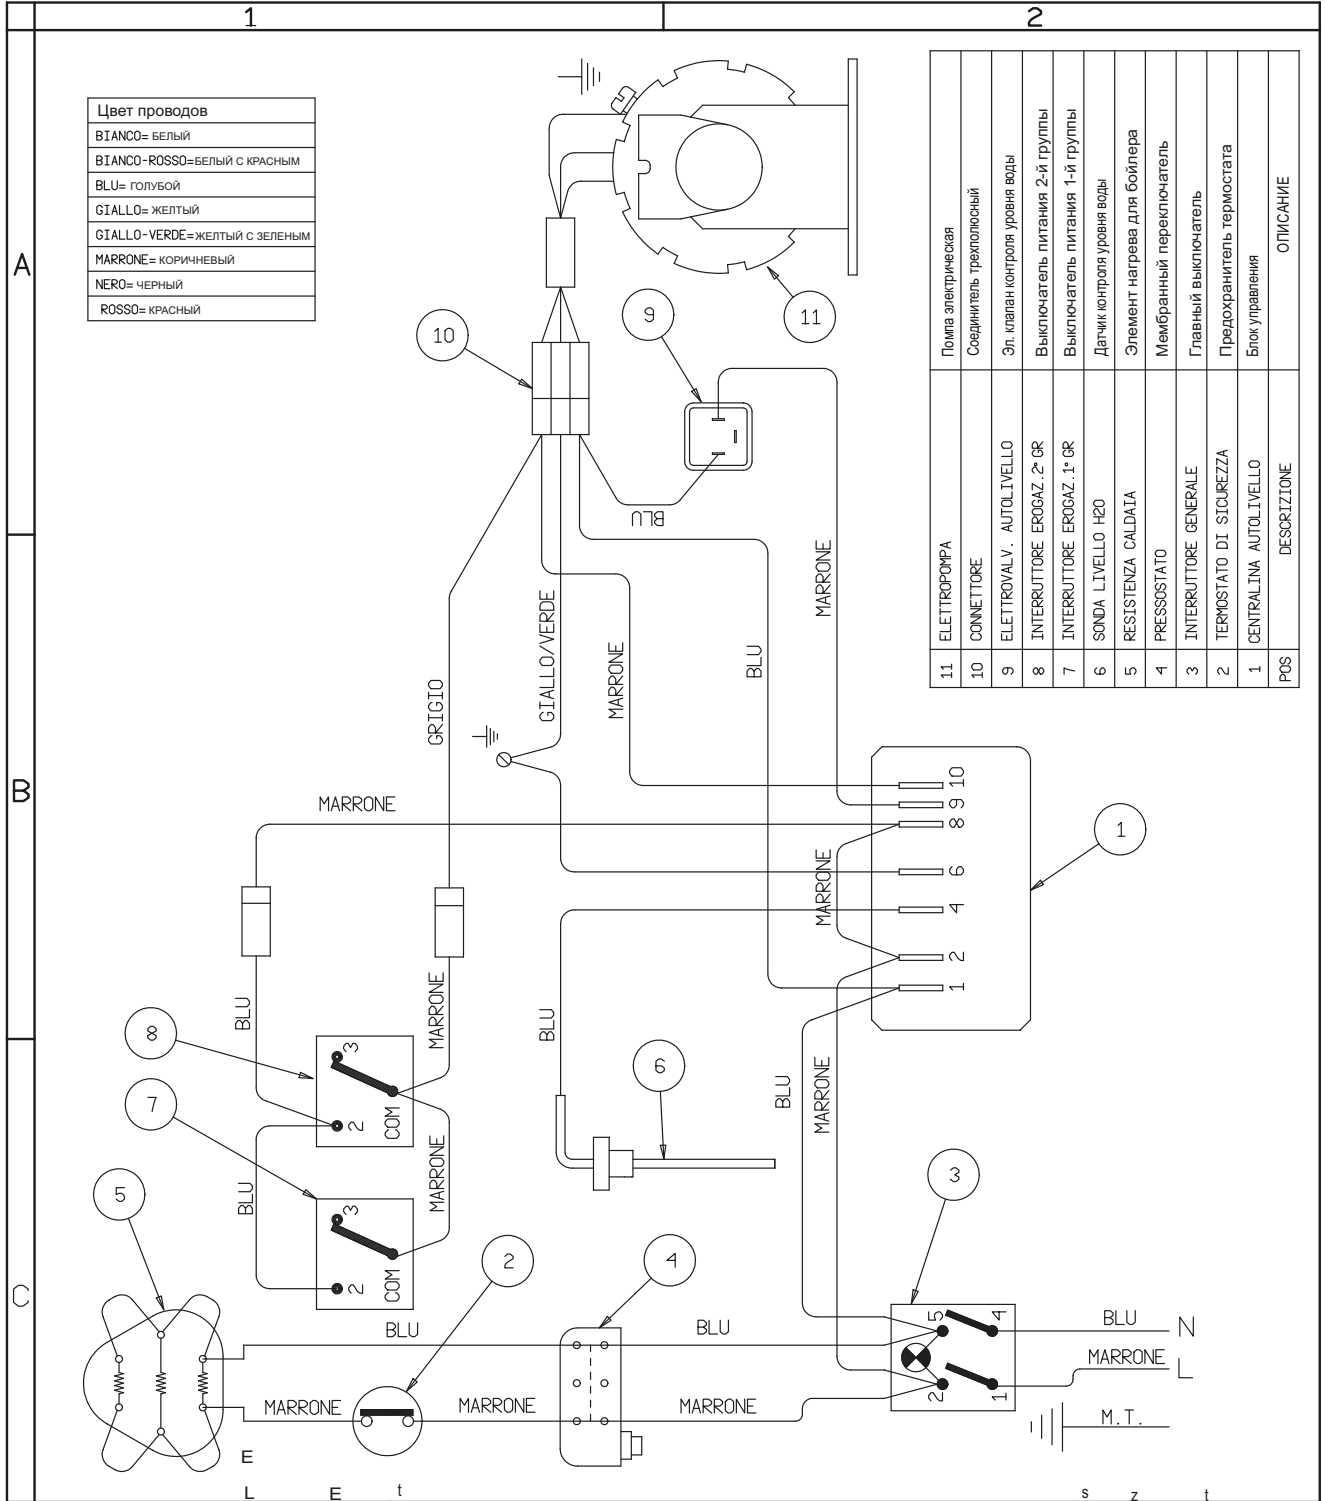 1
2
A
B
C
Цвет проводов
BIANCO= БЕЛЫЙ
BIANCO-ROSSO=БЕЛЫЙ С КРАСНЫМ
BLU= ГОЛУБОЙ
GIALLO= ЖЕЛТЫЙ
GIALLO-VERDE=ЖЕЛТЫЙ С ЗЕЛЕНЫМ
MARRONE= КОРИЧНЕВЫЙ
NERO= ЧЕРНЫЙ
ROSSO= КРАСНЫЙ
11 ELETTROPOMPA Помпа электрическая
10 CONNETTORE Соединитель трехполюсный
9 ELETTROVALV. AUTOLIVELLO Эл. клапан контроля уровня воды
8 INTERRUTTORE EROGAZ.2° GR Выключатель питания 2-й группы
7 INTERRUTTORE EROGAZ.1° GR Выключатель питания 1-й группы
6 SONDA LIVELLO H2O Датчик контроля уровня воды
5 RESISTENZA CALDAIA Элемент нагрева для бойлера
4 PRESSOSTATO Мембранный переключатель
3 INTERRUTTORE GENERALE Главный выключатель
2 TERMOSTATO DI SICUREZZA Предохранитель термостата
1 CENTRALINA AUTOLIVELLO Блок управления
POS DESCRIZIONE ОПИСАНИЕ
10
9
11
BLU
MARRONE
GRIGIO
GIALLO/VERDE
MARRONE
BLU
MARRONE
10
9
8
6
4
2
1
1
MARRONE
BLU
MARRONE
BLU
8
3
2
COM
7
BLU
MARRONE
3
2
COM
6
BLU
MARRONE
3
5
2
4
BLU
BLU
MARRONE
MARRONE
MARRONE
5
4
2
1
BLU
N
MARRONE
L
M.T.
E
L E t s z t